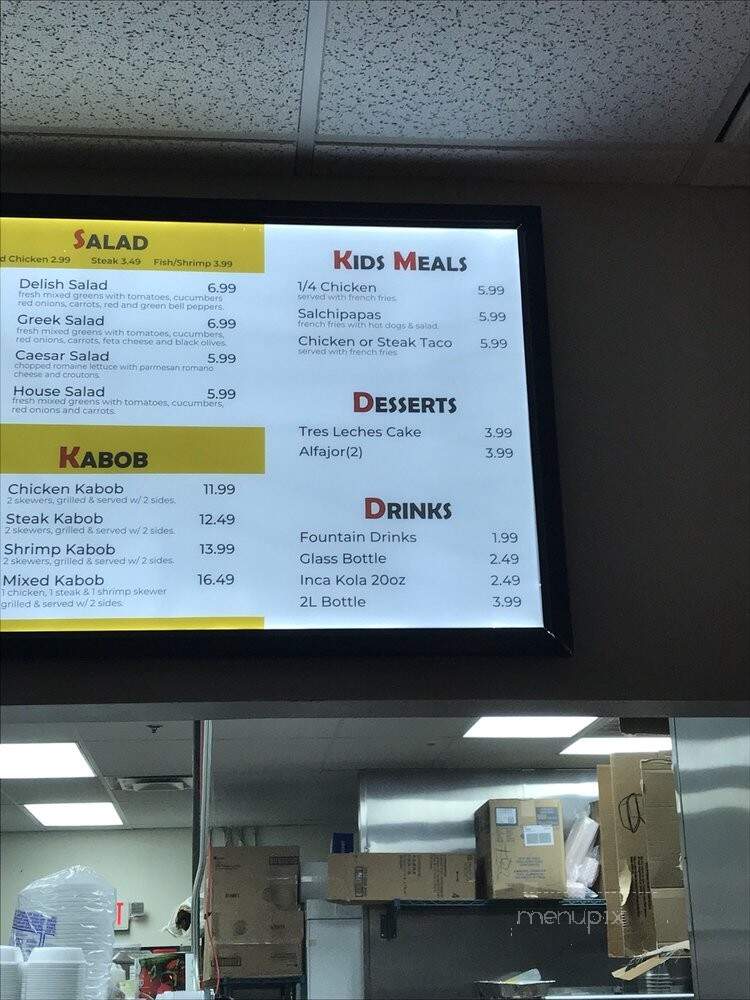 SALAD
d Chicken 2.99 Steak 3.49 Fish/Shrimp 3.99
Delish Salad 6.99
fresh mixed greens with tomatoes, cucumbers
red onions, carrots, red and green bell peppers.
Greek Salad 6.99
fresh mixed greens with tomatoes, cucumbers,
red onions, carrots, feta cheese and black olives.
Caesar Salad 5.99
chopped romaine lettuce with parmesan romano
cheese and croutons.
House Salad 5.99
fresh mixed greens with tomatoes, cucumbers,
red onions and carrots.
KABOB
Chicken Kabob 11.99
2 skewers, grilled & served w/ 2 sides.
Steak Kabob 12.49
2 skewers, grilled & served w/ 2 sides.
Shrimp Kabob 13.99
2 skewers, grilled & served w/ 2 sides.
Mixed Kabob 16.49
1 chicken, 1 steak & 1 shrimp skewer
grilled & served w/ 2 sides.
KIDS MEALS
1/4 Chicken 5.99
served with french fries
Salchipapas 5.99
french fries with hot dogs & salad
Chicken or Steak Taco 5.99
served with french fries
DESSERTS
Tres Leches Cake 3.99
Alfajor(2) 3.99
DRINKS
Fountain Drinks 1.99
Glass Bottle 2.49
Inca Kola 20oz 2.49
2L Bottle 3.99
menupix